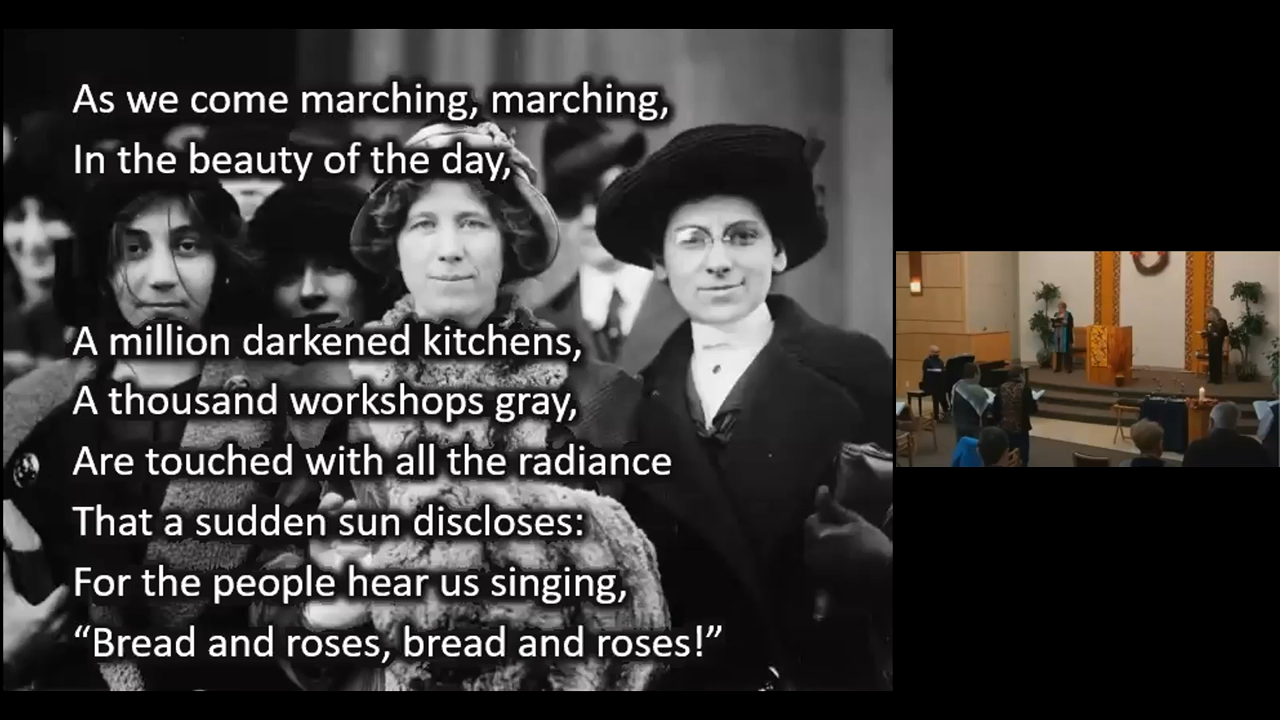 As we come marching, marching,
In the beauty of the day,
A million darkened kitchens,
A thousand workshops gray,
Are touched with all the radiance
That a sudden sun discloses:
For the people hear us singing,
“Bread and roses, bread and roses!”